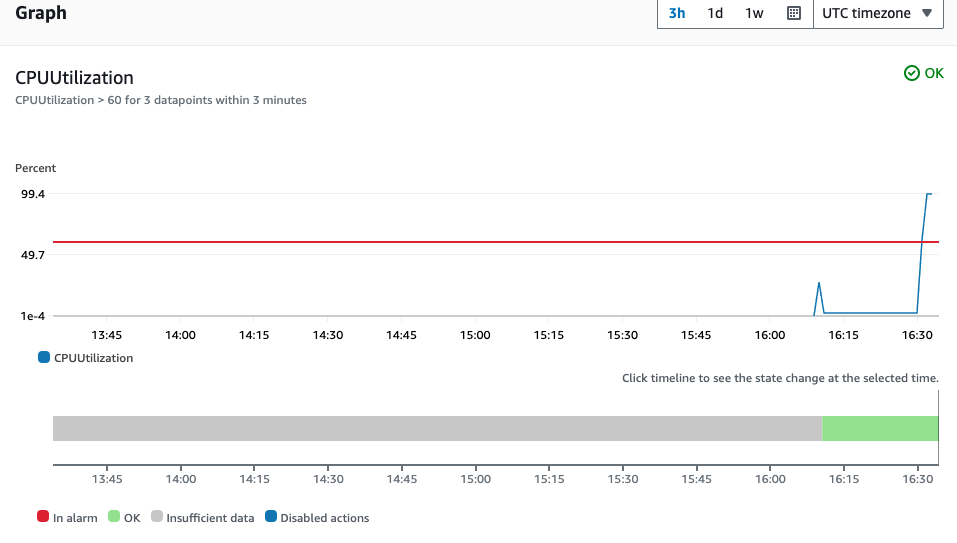 Graph
3h 1d 1w UTC timezone
CPUUtilization
OK
CPUUtilization > 60 for 3 datapoints within 3 minutes
Percent
99.4
49.7
1e-4
13:45 14:00 14:15 14:30 14:45 15:00 15:15 15:30 15:45 16:00 16:15 16:30
CPUUtilization
Click timeline to see the state change at the selected time.
13:45 14:00 14:15 14:30 14:45 15:00 15:15 15:30 15:45 16:00 16:15 16:30
In alarm OK Insufficient data Disabled actions